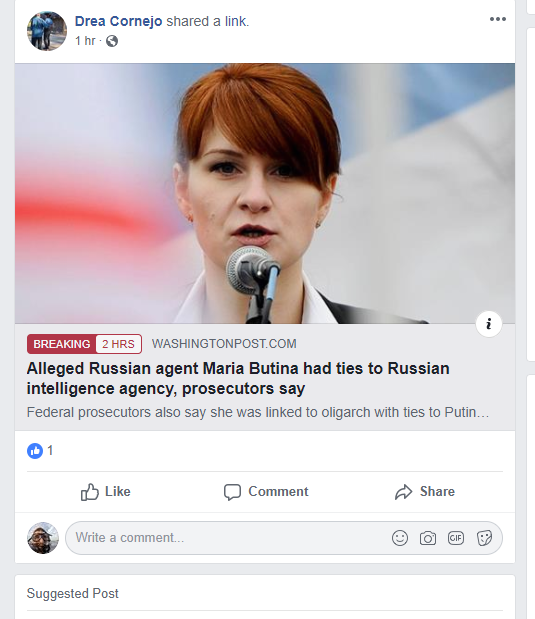 Drea Cornejo shared a link.
1 hr ·
i
BREAKING 2 HRS WASHINGTONPOST.COM
Alleged Russian agent Maria Butina had ties to Russian
intelligence agency, prosecutors say
Federal prosecutors also say she was linked to oligarch with ties to Putin...
1
Like Comment Share
Write a comment... GIF
Suggested Post